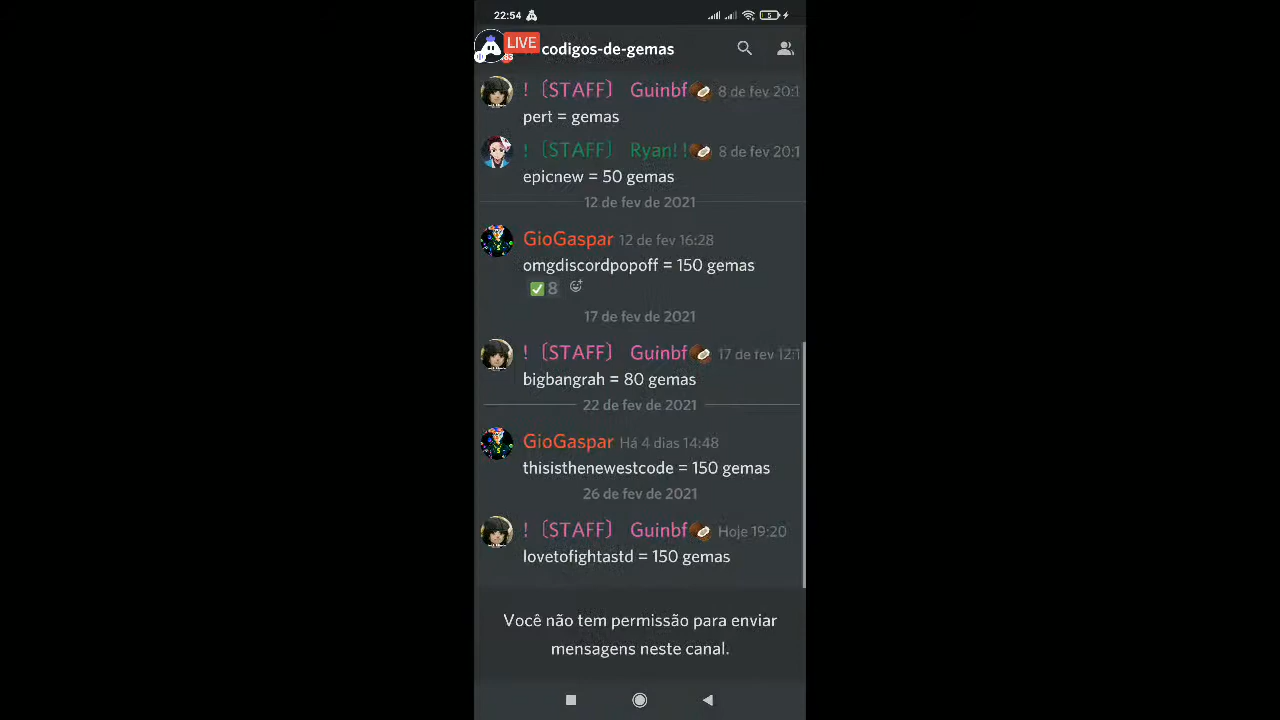 22:54
5
LIVE
codigos-de-gemas
83
! [STAFF] Guinbf 8 de fev 20:1
pert = gemas
! [STAFF] Ryan! ! 8 de fev 20:1
epicnew = 50 gemas
12 de fev de 2021
GioGaspar 12 de fev 16:28
omgdiscordpopoff = 150 gemas
8
17 de fev de 2021
! [STAFF] Guinbf 17 de fev 12:1
bigbangrah = 80 gemas
22 de fev de 2021
GioGaspar Há 4 dias 14:48
thisisthenewestcode = 150 gemas
26 de fev de 2021
! [STAFF] Guinbf Hoje 19:20
lovetofightastd = 150 gemas
Você não tem permissão para enviar
mensagens neste canal.